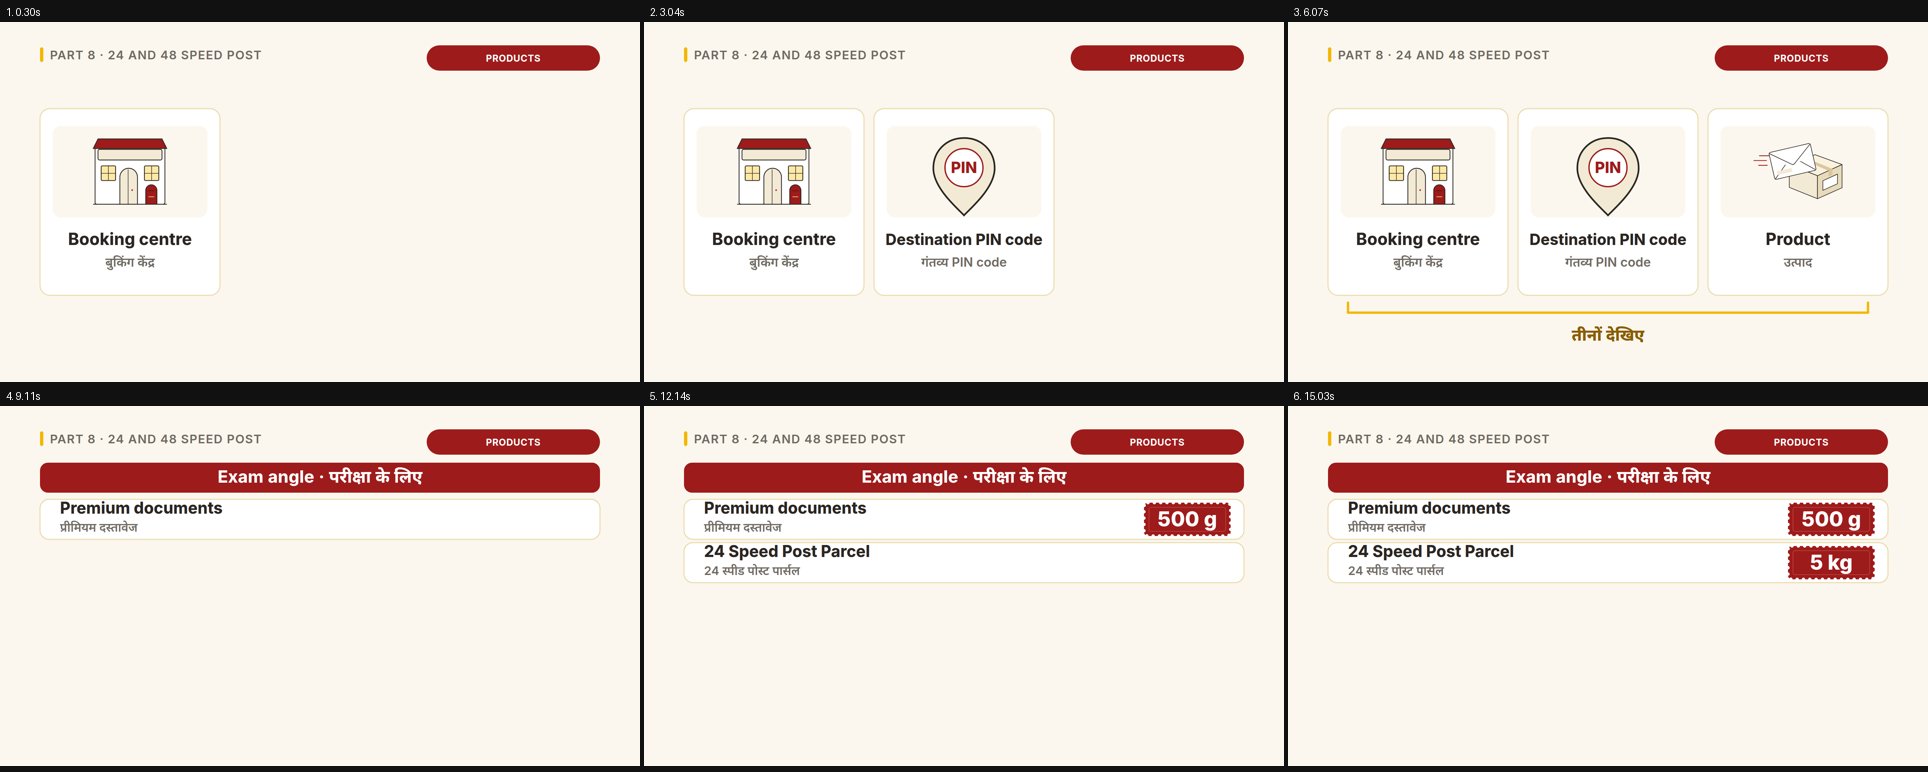 1. 0.30s
PART 8 · 24 AND 48 SPEED POST
PRODUCTS
Booking centre
बुकिंग केंद्र
2. 3.04s
PART 8 · 24 AND 48 SPEED POST
PRODUCTS
Booking centre
बुकिंग केंद्र
PIN
Destination PIN code
गंतव्य PIN code
3. 6.07s
PART 8 · 24 AND 48 SPEED POST
PRODUCTS
Booking centre
बुकिंग केंद्र
PIN
Destination PIN code
गंतव्य PIN code
Product
उत्पाद
तीनों देखिए
4. 9.11s
PART 8 · 24 AND 48 SPEED POST
PRODUCTS
Exam angle · परीक्षा के लिए
Premium documents
प्रीमियम दस्तावेज
5. 12.14s
PART 8 · 24 AND 48 SPEED POST
PRODUCTS
Exam angle · परीक्षा के लिए
Premium documents
प्रीमियम दस्तावेज
500 g
24 Speed Post Parcel
24 स्पीड पोस्ट पार्सल
6. 15.03s
PART 8 · 24 AND 48 SPEED POST
PRODUCTS
Exam angle · परीक्षा के लिए
Premium documents
प्रीमियम दस्तावेज
500 g
24 Speed Post Parcel
24 स्पीड पोस्ट पार्सल
5 kg